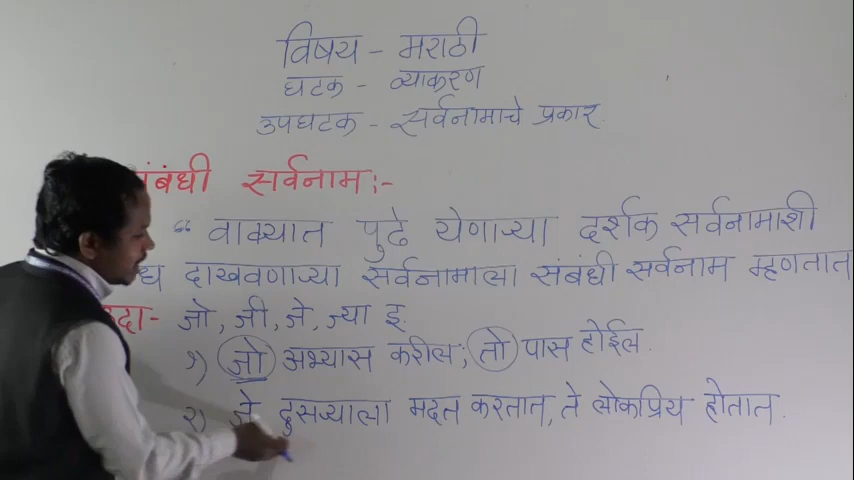 विषय - मराठी
घटक - व्याकरण
उपघटक - सर्वनामाचे प्रकार.
संबंधी सर्वनाम :-
“ वाक्यात पुढे येणाऱ्या दर्शक सर्वनामाशी
दाखवणाऱ्या सर्वनामाला संबंधी सर्वनाम म्हणतात
उदा- जो, जी, जे, ज्या इ.
१) जो अभ्यास करील; तो पास होईल.
२) जे दुसऱ्याला मदत करतात, ते लोकप्रिय होतात.